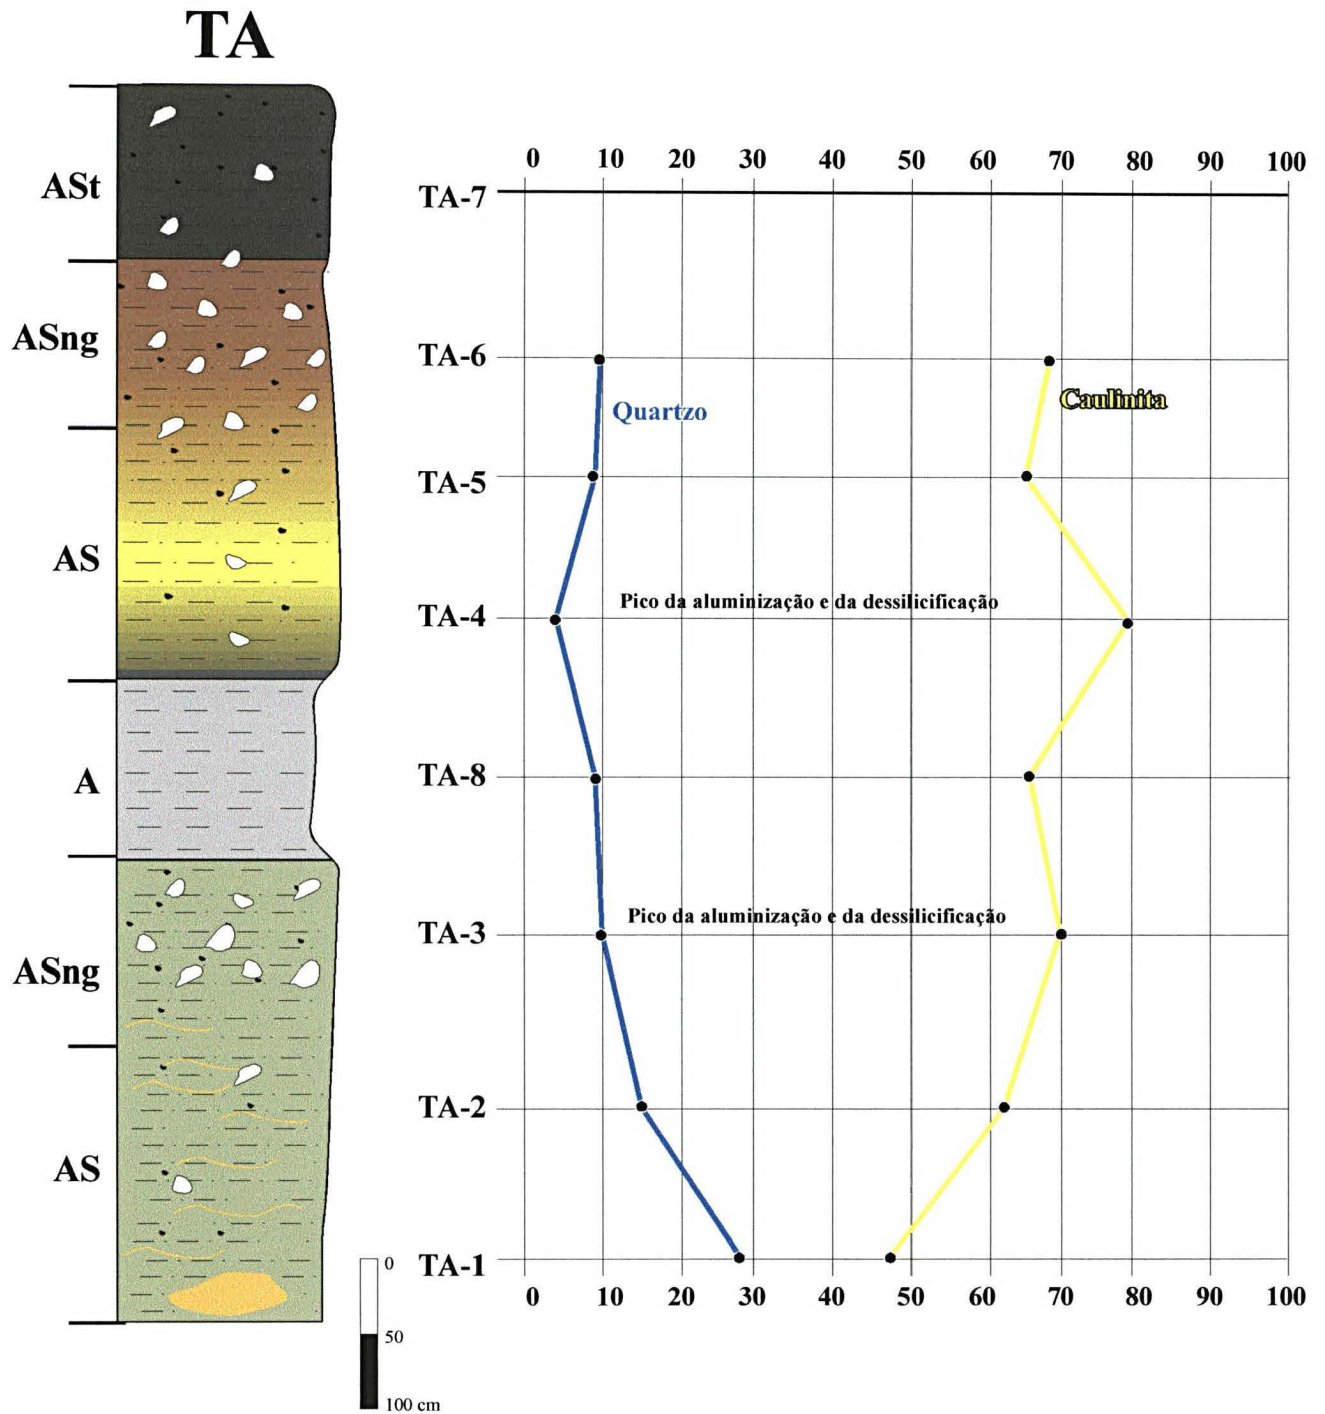 TA
ASt
ASng
AS
A
ASng
AS
0 10 20 30 40 50 60 70 80 90 100
TA-7
TA-6
Quartzo
Caulinita
TA-5
Pico da aluminização e da dessilicificação
TA-4
TA-8
Pico da aluminização e da dessilicificação
TA-3
TA-2
TA-1
0 10 20 30 40 50 60 70 80 90 100
0
50
100 cm